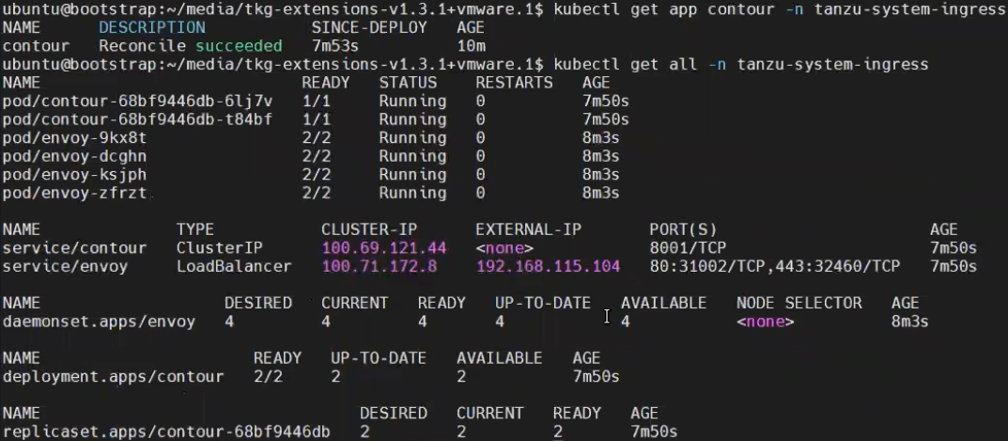 ubuntu@bootstrap:~/media/tkg-extensions-v1.3.1+vmware.1$ kubectl get app contour -n tanzu-system-ingress
NAME DESCRIPTION SINCE-DEPLOY AGE
contour Reconcile succeeded 7m53s 10m
ubuntu@bootstrap:~/media/tkg-extensions-v1.3.1+vmware.1$ kubectl get all -n tanzu-system-ingress
NAME READY STATUS RESTARTS AGE
pod/contour-68bf9446db-6lj7v 1/1 Running 0 7m50s
pod/contour-68bf9446db-t84bf 1/1 Running 0 7m50s
pod/envoy-9kx8t 2/2 Running 0 8m3s
pod/envoy-dcghn 2/2 Running 0 8m3s
pod/envoy-ksjph 2/2 Running 0 8m3s
pod/envoy-zfrzt 2/2 Running 0 8m3s
NAME TYPE CLUSTER-IP EXTERNAL-IP PORT(S) AGE
service/contour ClusterIP 100.69.121.44 <none> 8001/TCP 7m50s
service/envoy LoadBalancer 100.71.172.8 192.168.115.104 80:31002/TCP,443:32460/TCP 7m50s
NAME DESIRED CURRENT READY UP-TO-DATE AVAILABLE NODE SELECTOR AGE
daemonset.apps/envoy 4 4 4 4 4 <none> 8m3s
NAME READY UP-TO-DATE AVAILABLE AGE
deployment.apps/contour 2/2 2 2 7m50s
NAME DESIRED CURRENT READY AGE
replicaset.apps/contour-68bf9446db 2 2 2 7m50s